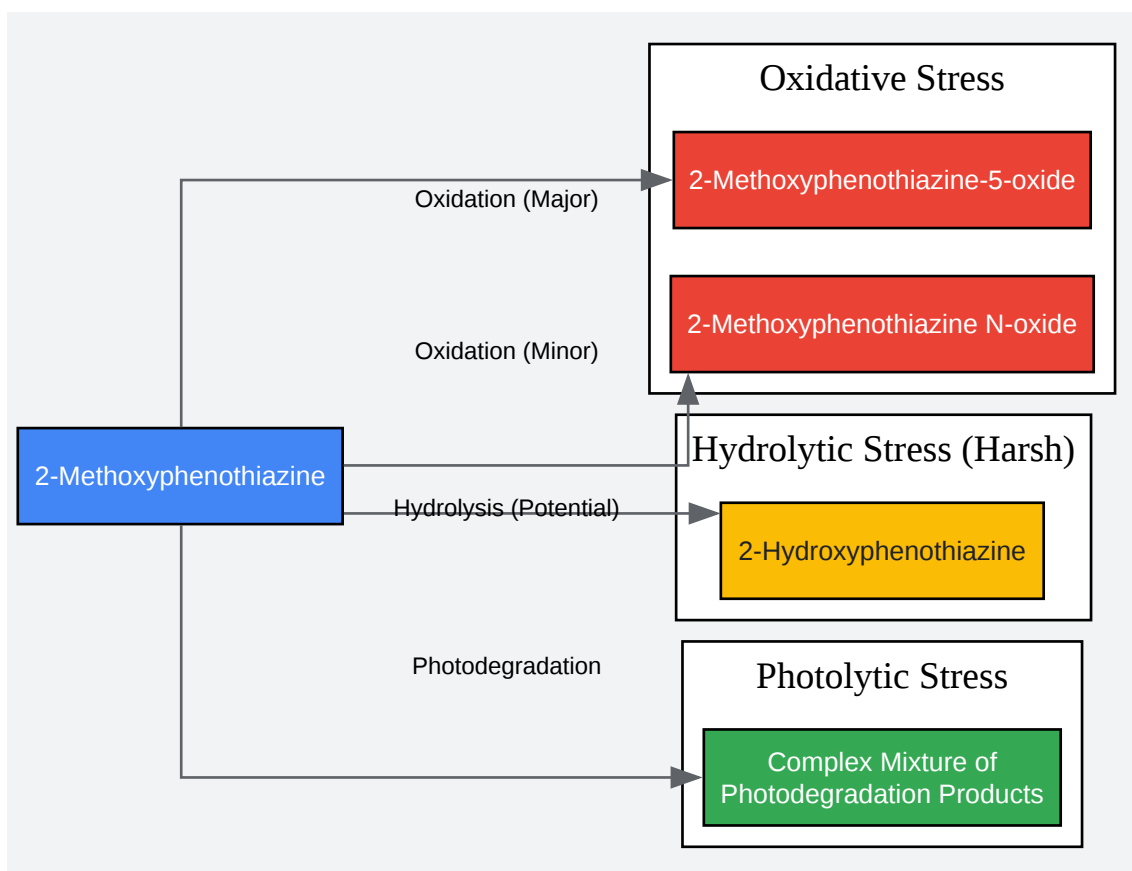 Oxidative Stress
2-Methoxyphenothiazine-5-oxide
Oxidation (Major)
2-Methoxyphenothiazine N-oxide
Oxidation (Minor)
Hydrolytic Stress (Harsh)
2-Methoxyphenothiazine
Hydrolysis (Potential)
2-Hydroxyphenothiazine
Photodegradation
Photolytic Stress
Complex Mixture of
Photodegradation Products